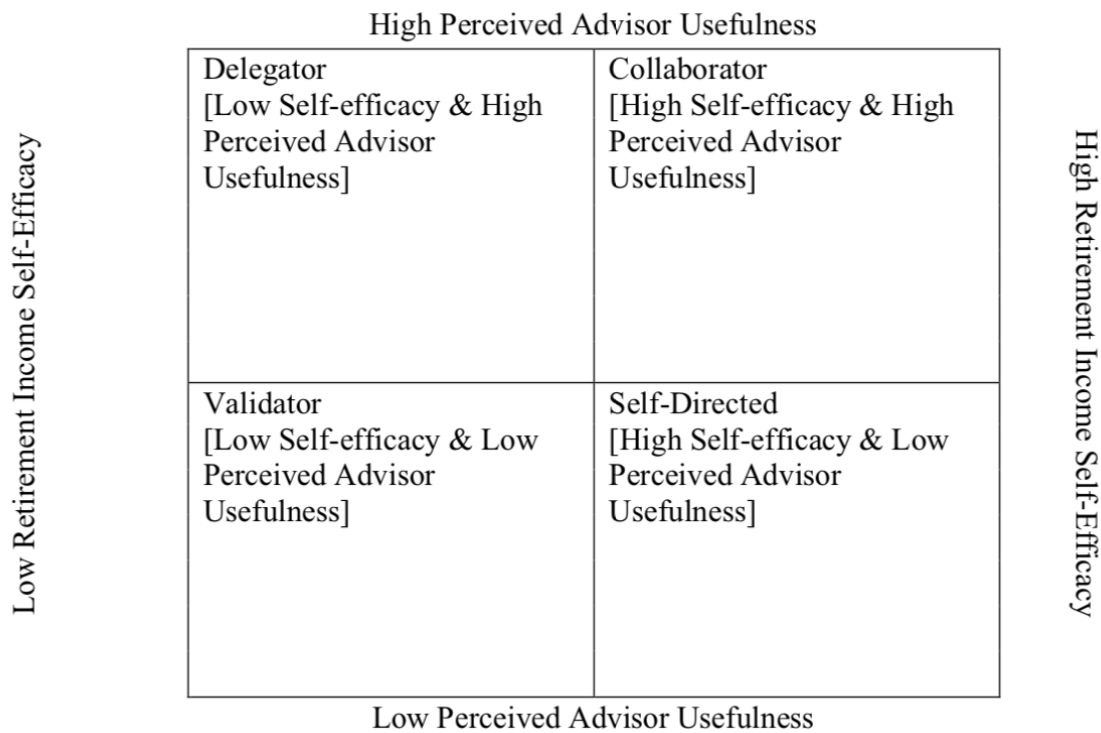 High Perceived Advisor Usefulness
Low Retirement Income Self-Efficacy
Delegator
[Low Self-efficacy & High
Perceived Advisor
Usefulness]
Collaborator
[High Self-efficacy & High
Perceived Advisor
Usefulness]
High Retirement Income Self-Efficacy
Validator
[Low Self-efficacy & Low
Perceived Advisor
Usefulness]
Self-Directed
[High Self-efficacy & Low
Perceived Advisor
Usefulness]
Low Perceived Advisor Usefulness